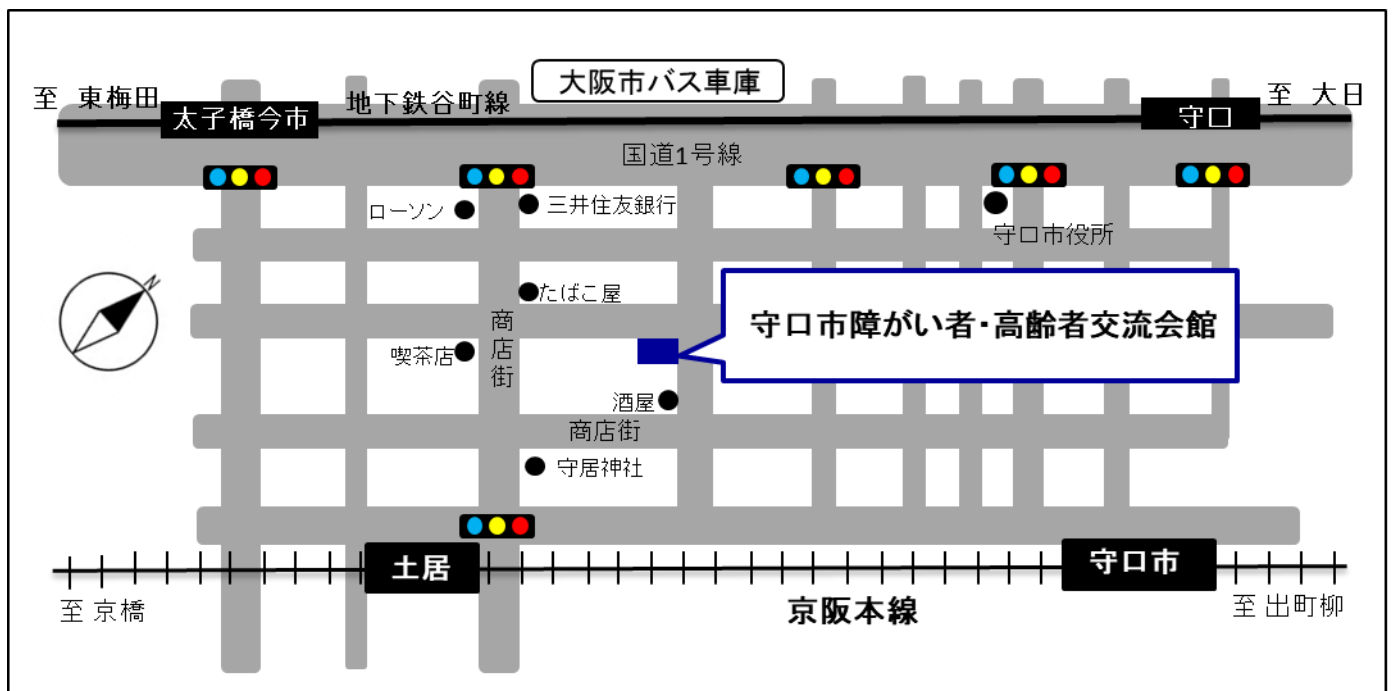 大阪市バス車庫
至 東梅田
地下鉄谷町線
至 大日
太子橋今市
守口
国道1号線
ローソン
三井住友銀行
守口市役所
N
たばこ屋
商店街
守口市障がい者・高齢者交流会館
喫茶店
酒屋
商店街
守居神社
土居
守口市
至 京橋
京阪本線
至 出町柳